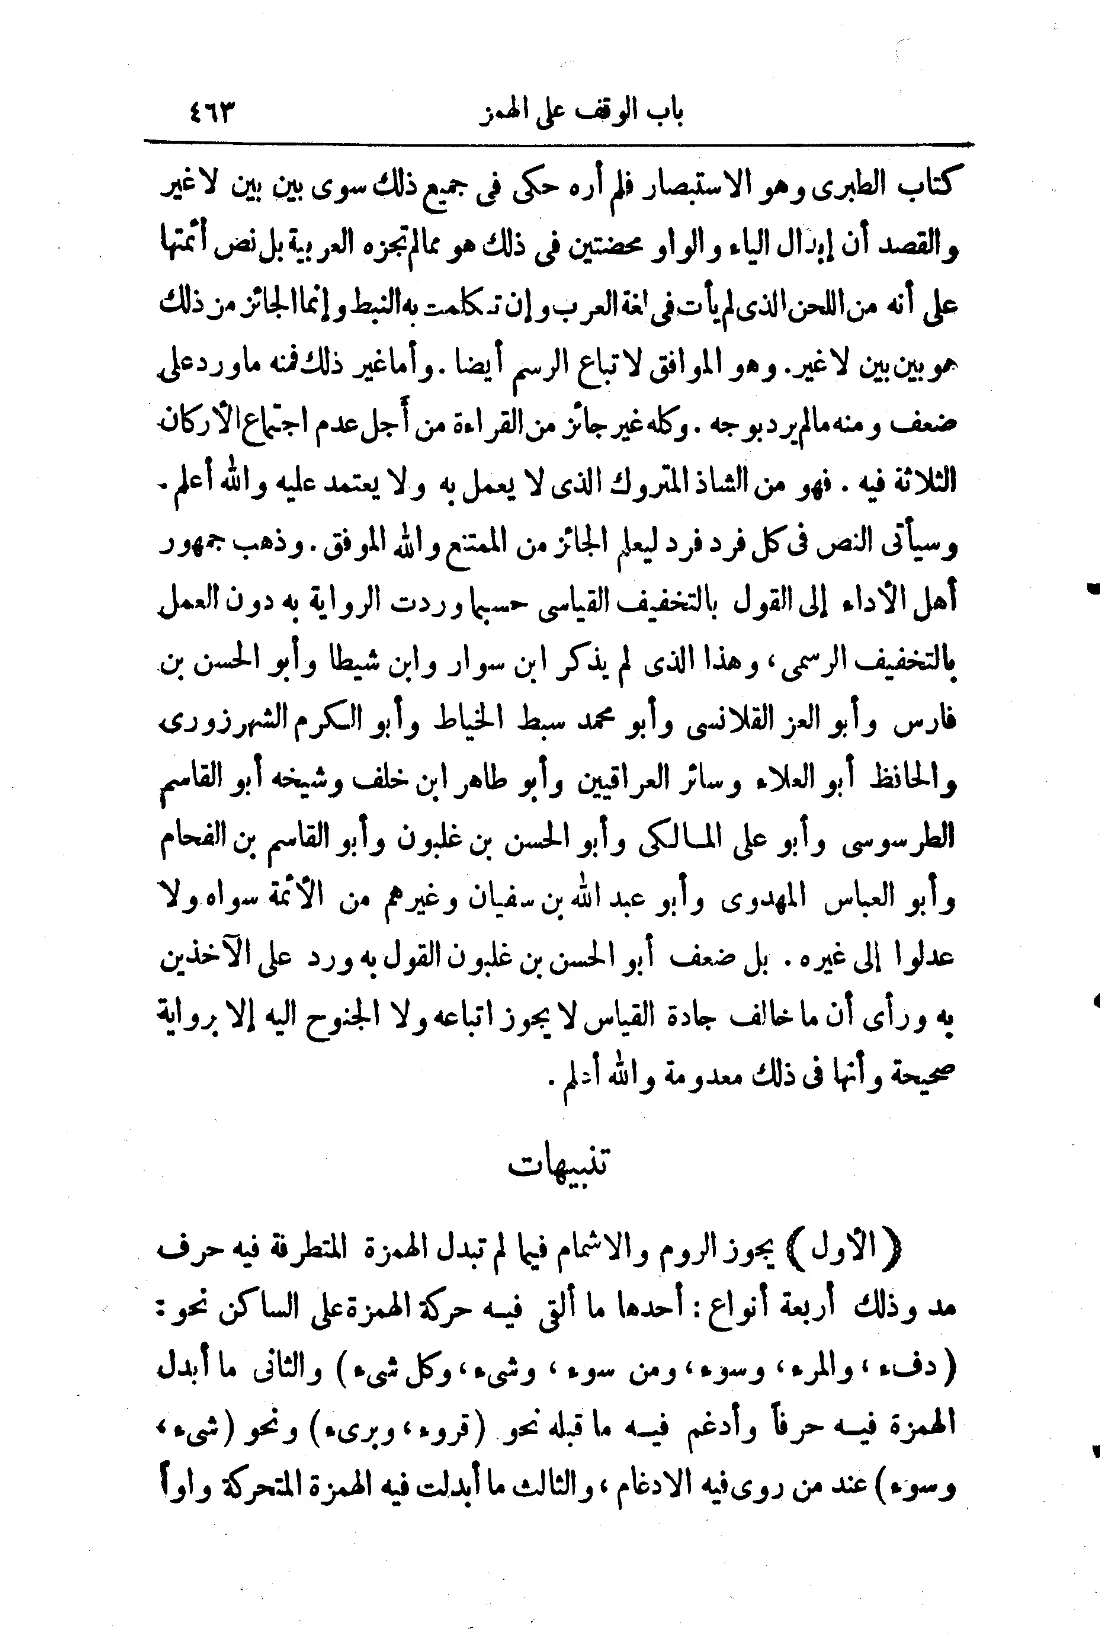 باب الوقف على الهمز ٤٦٣
كتاب الطبرى وهو الاستبصار فلم أره حكى فى جميع ذلك سوى بين بين لاغير
والقصد أن إبدال الياء والواو محضتين فى ذلك هو ممالم تجزه العربية بل نص أئمتها
على أنه من اللحن الذى لم يأت فى لغة العرب وإن تكلمت به النبط وإنما الجائز من ذلك
هو بين بين لاغير. وهو الموافق لاتباع الرسم أيضا. وأما غير ذلك فمنه ماورد على
ضعف ومنه مالم يرد بوجه. وكله غير جائز من القراءة من أجل عدم اجتماع الأركان
الثلاثة فيه. فهو من الشاذ المتروك الذى لا يعمل به ولا يعتمد عليه والله أعلم.
وسيأتى النص فى كل فرد فرد ليعلم الجائز من الممتنع والله الموفق. وذهب جمهور
أهل الأداء إلى القول بالتخفيف القياسى حسبما وردت الرواية به دون العمل
بالتخفيف الرسمى، وهذا الذى لم يذكر ابن سوار وابن شيطا وأبو الحسن بن
فارس وأبو العز القلانسى وأبو محمد سبط الخياط وأبو الكرم الشهرزورى
والحافظ أبو العلاء وسائر العراقيين وأبو طاهر ابن خلف وشيخه أبو القاسم
الطرسوسى وأبو على المالكى وأبو الحسن بن غلبون وأبو القاسم بن الفحام
وأبو العباس المهدوى وأبو عبد الله بن سفيان وغيرهم من الأئمة سواه ولا
عدلوا إلى غيره. بل ضعف أبو الحسن بن غلبون القول به ورد على الآخذين
به ورأى أن ما خالف جادة القياس لا يجوز اتباعه ولا الجنوح اليه إلا برواية
صحيحة وأنها فى ذلك معدومة والله أعلم.
تنبيهات
(الأول) يجوز الروم والاشمام فيما لم تبدل الهمزة المتطرفة فيه حرف
مد وذلك أربعة أنواع: أحدها ما ألقى فيه حركة الهمزة على الساكن نحو:
(دفء، والمرء، وسوء، ومن سوء، وشىء، وكل شىء) والثانى ما أبدل
الهمزة فيه حرفاً وأدغم فيه ما قبله نحو (قروء، وبرىء) ونحو (شىء،
وسوء) عند من روى فيه الادغام، والثالث ما أبدلت فيه الهمزة المتحركة واواً